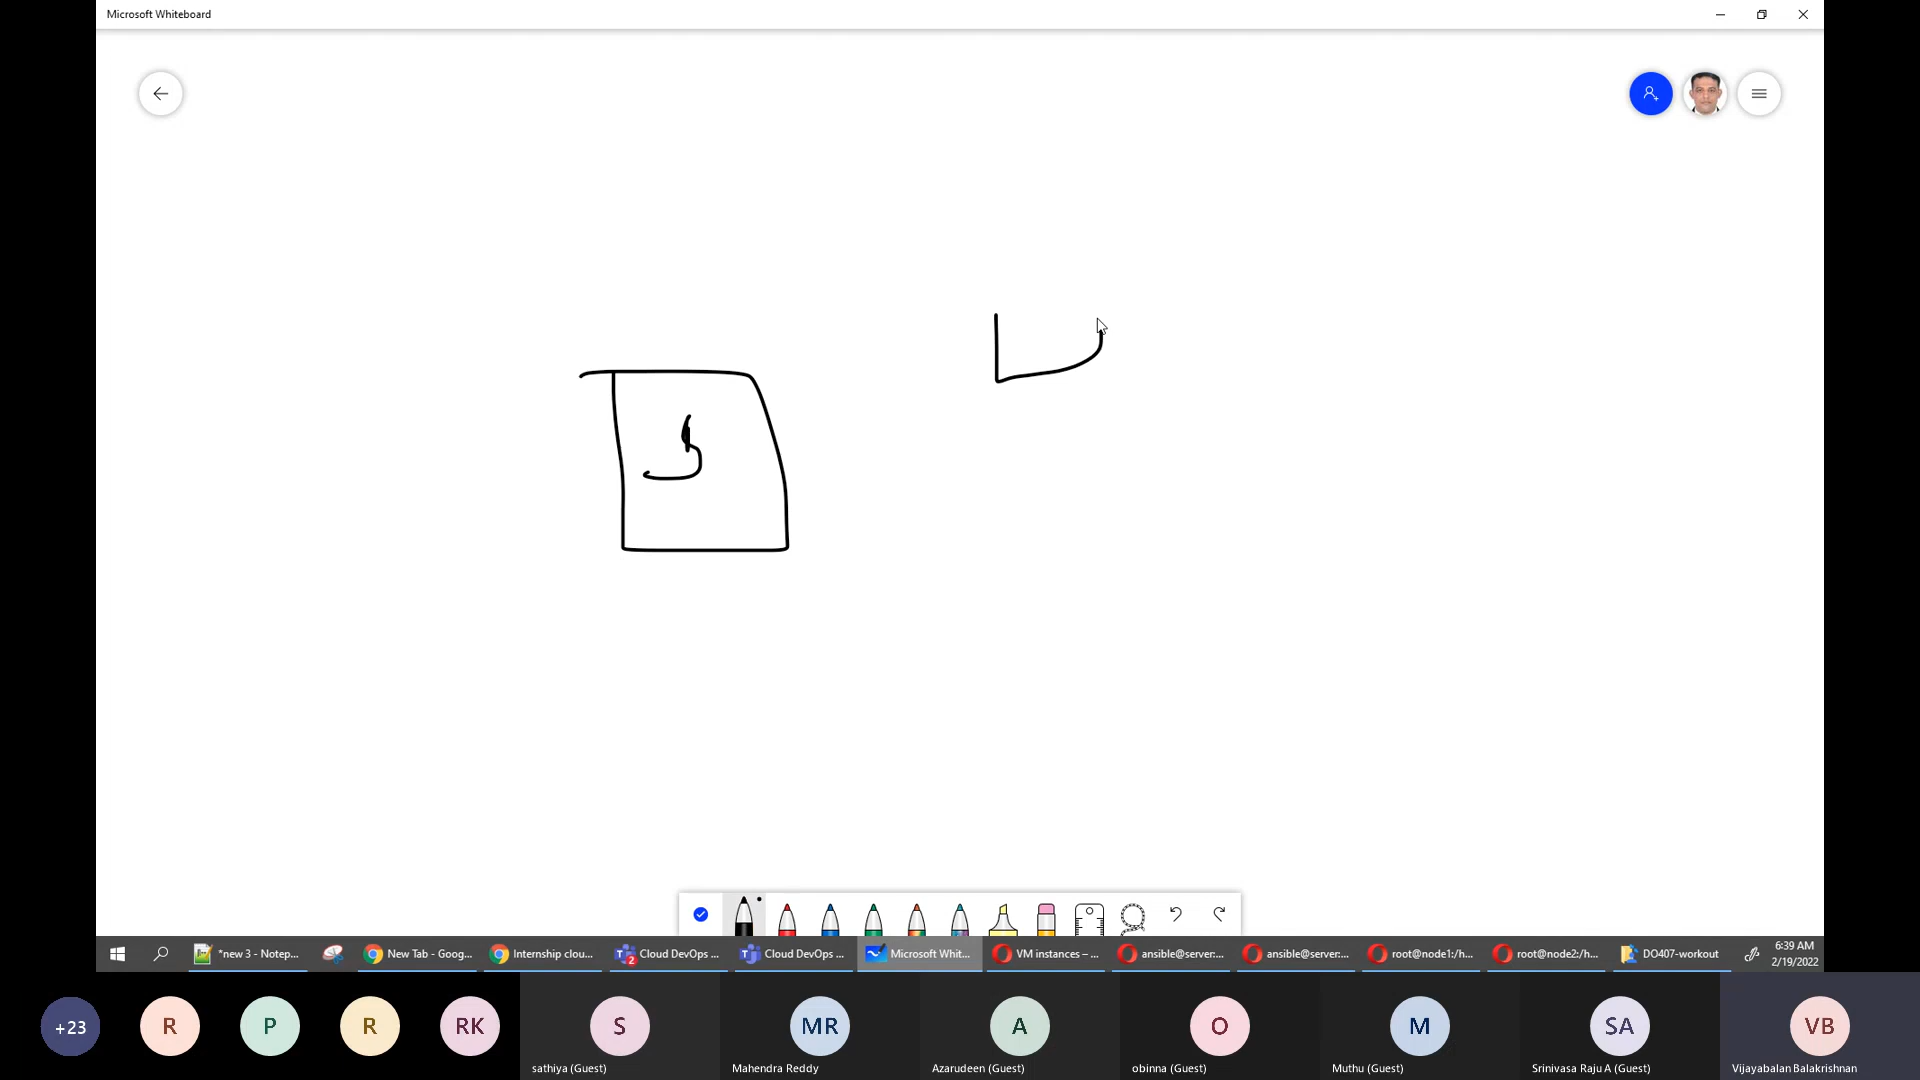 Microsoft Whiteboard
*new 3 - Notep...
New Tab - Goog...
Internship clou...
2
Cloud DevOps ...
Cloud DevOps ...
Microsoft Whit...
VM instances – ...
ansible@server:...
ansible@server:...
root@node1:/h...
root@node2:/h...
DO407-workout
6:39 AM
2/19/2022
+23
R
P
R
RK
S
MR
A
O
M
SA
VB
sathiya (Guest)
Mahendra Reddy
Azarudeen (Guest)
obinna (Guest)
Muthu (Guest)
Srinivasa Raju A (Guest)
Vijayabalan Balakrishnan